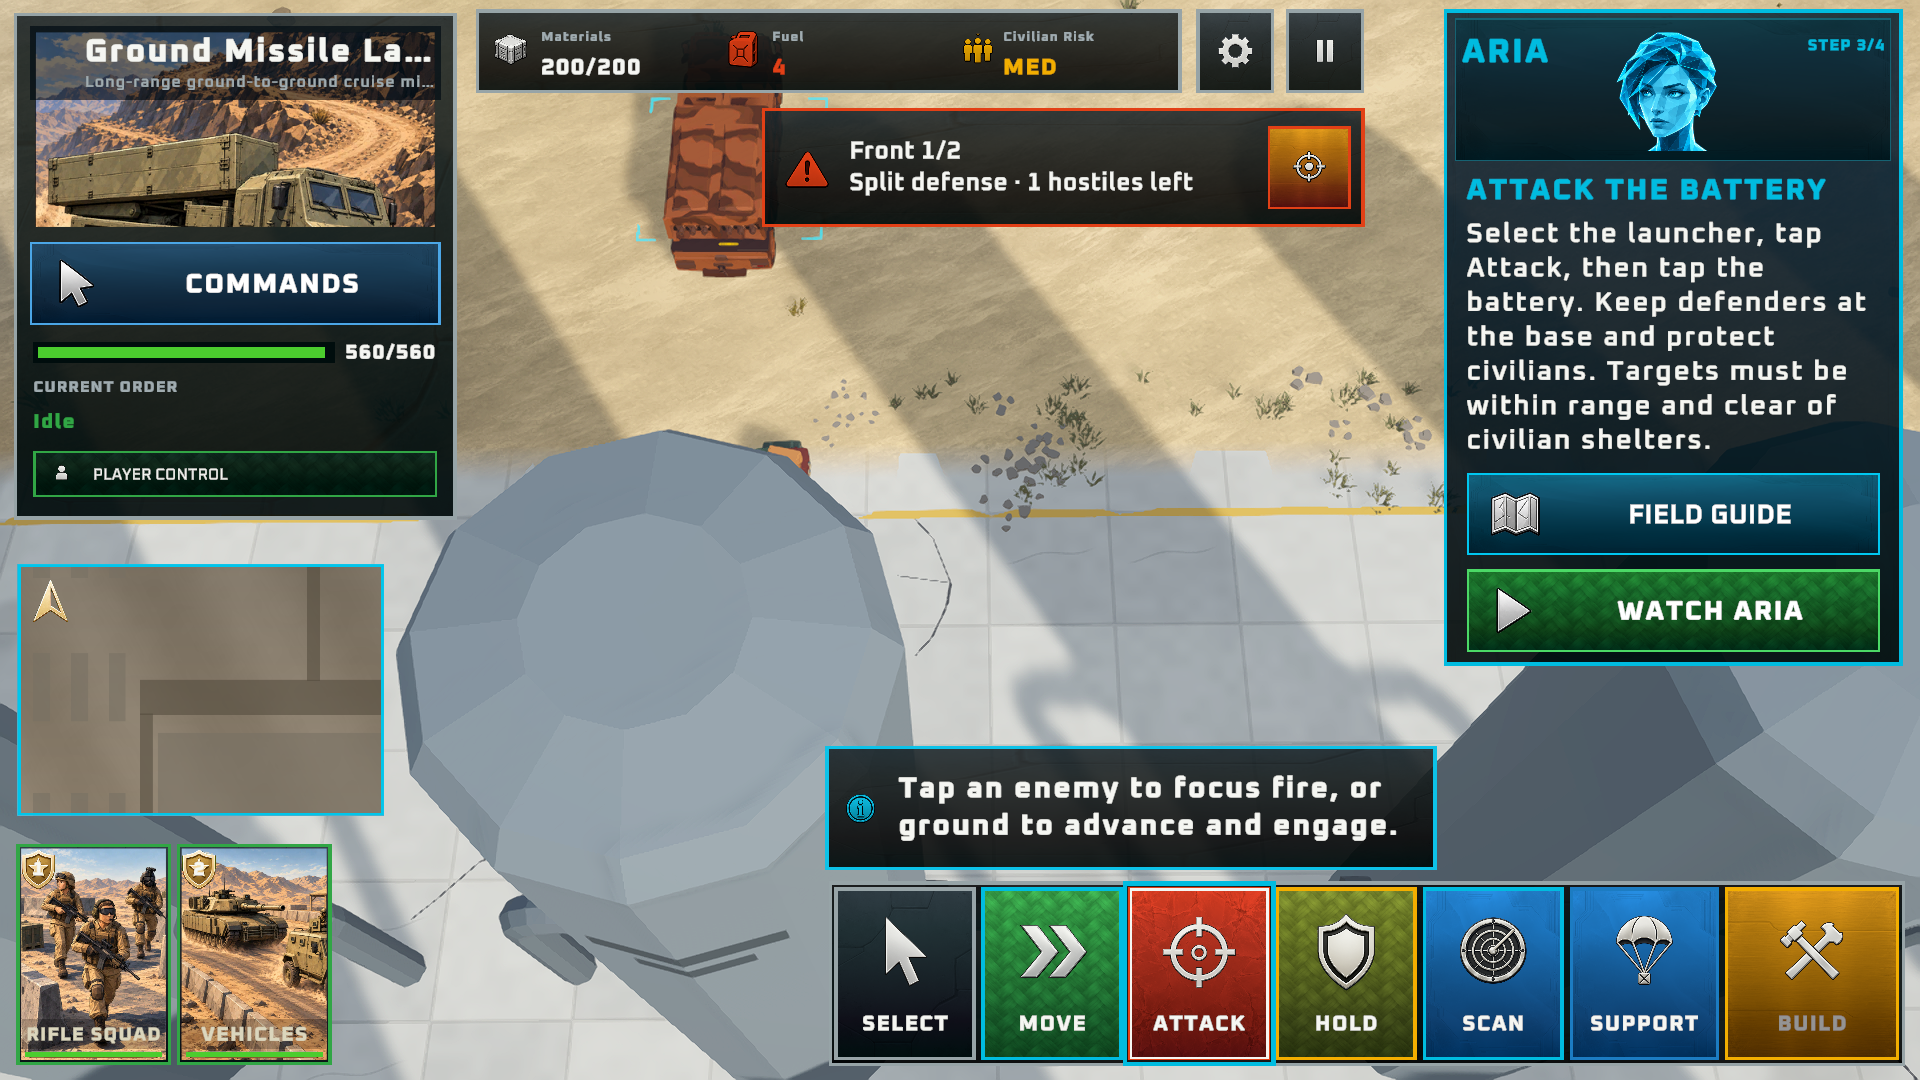 Ground Missile La...
Long-range ground-to-ground cruise mi...
COMMANDS
560/560
CURRENT ORDER
Idle
PLAYER CONTROL
Materials
200/200
Fuel
4
Civilian Risk
MED
Front 1/2
Split defense · 1 hostiles left
ARIA
STEP 3/4
ATTACK THE BATTERY
Select the launcher, tap
Attack, then tap the
battery. Keep defenders at
the base and protect
civilians. Targets must be
within range and clear of
civilian shelters.
FIELD GUIDE
WATCH ARIA
Tap an enemy to focus fire, or
ground to advance and engage.
RIFLE SQUAD
VEHICLES
SELECT
MOVE
ATTACK
HOLD
SCAN
SUPPORT
BUILD